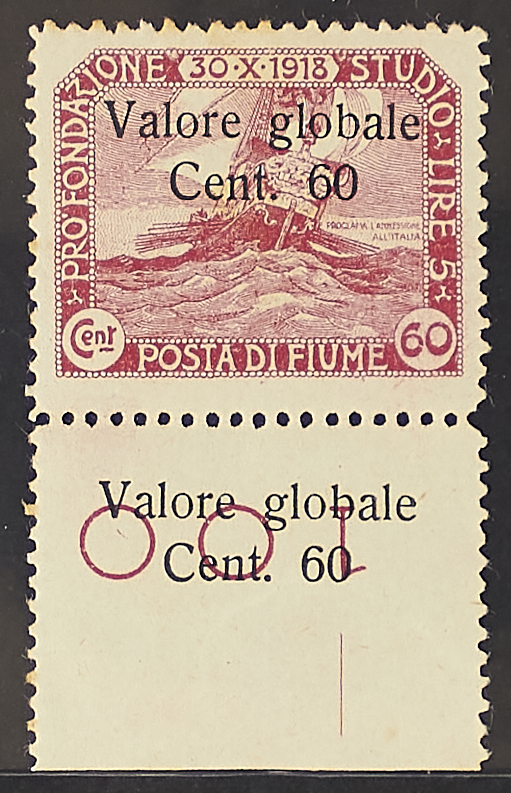 PRO FONDAZIONE
30·X·1918
STUDIO·LIRE 5·
Valore globale
Cent. 60
PROCLAMA L'ANNESSIONE
ALL'ITALIA
Cent
POSTA DI FIUME
60
Valore globale
Cent. 60
001